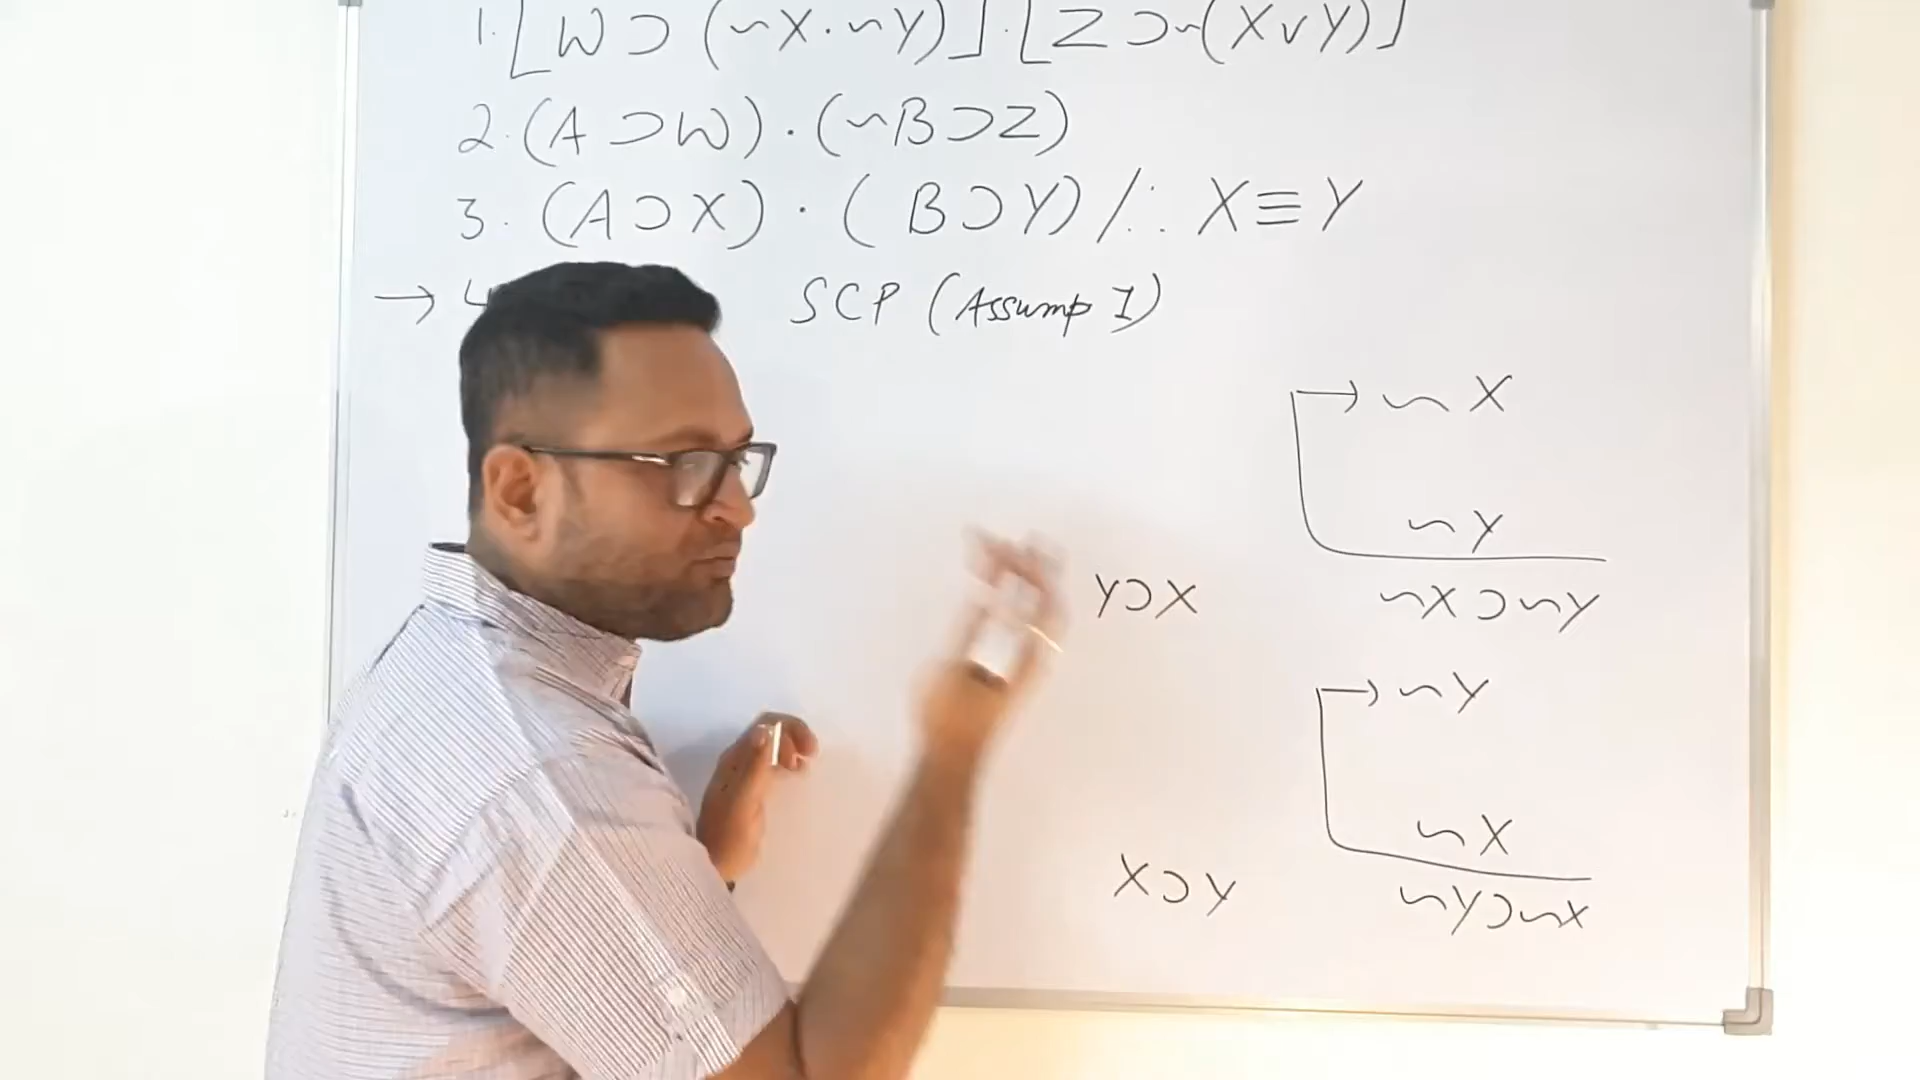 1. [W ⊃ (~X · ~Y)] · [Z ⊃ ~(X v Y)]
2. (A ⊃ W) · (~B ⊃ Z)
3. (A ⊃ X) · (B ⊃ Y) / ∴ X ≡ Y
→ 4 SCP (Assump I)
→ ~X
~Y
Y ⊃ X
~X ⊃ ~Y
→ ~Y
~X
X ⊃ Y
~Y ⊃ ~X